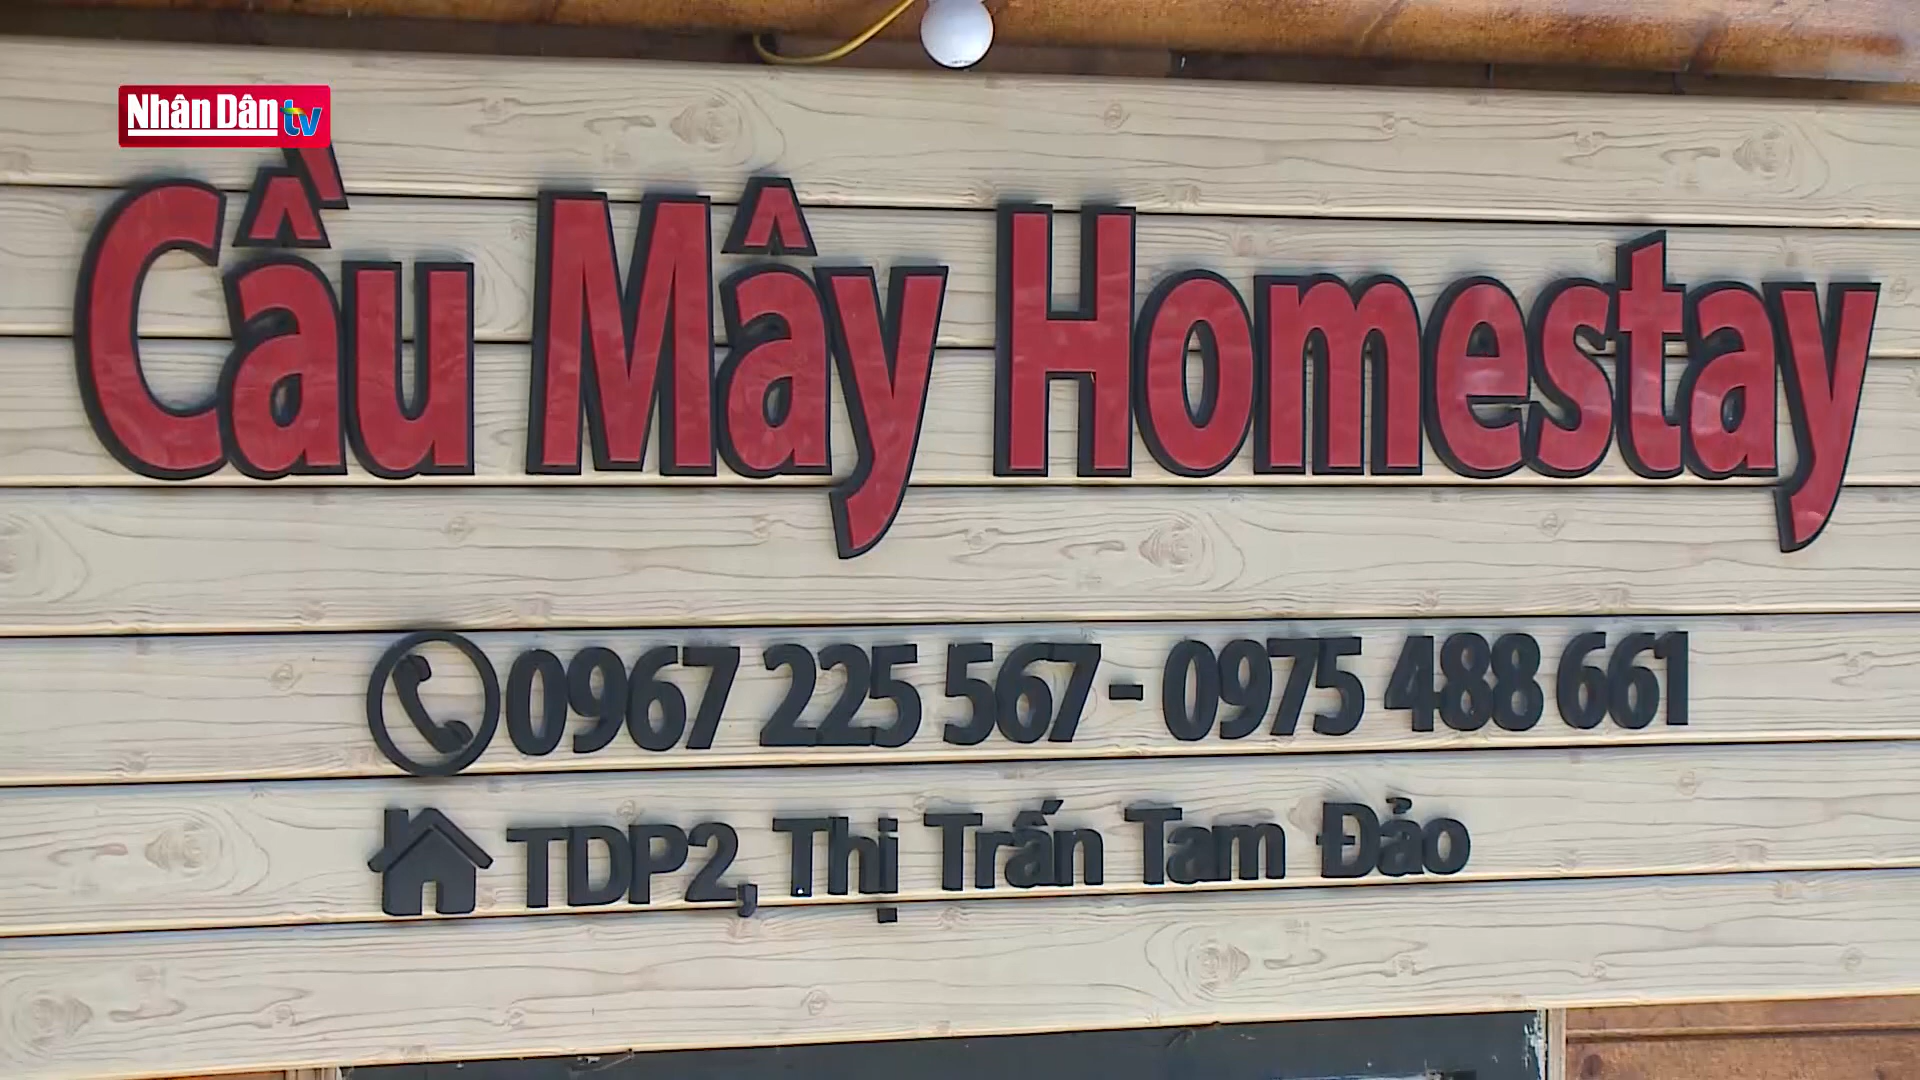 Nhân Dân tv
Cầu Mây Homestay
0967 225 567 - 0975 488 661
TDP2, Thị Trấn Tam Đảo